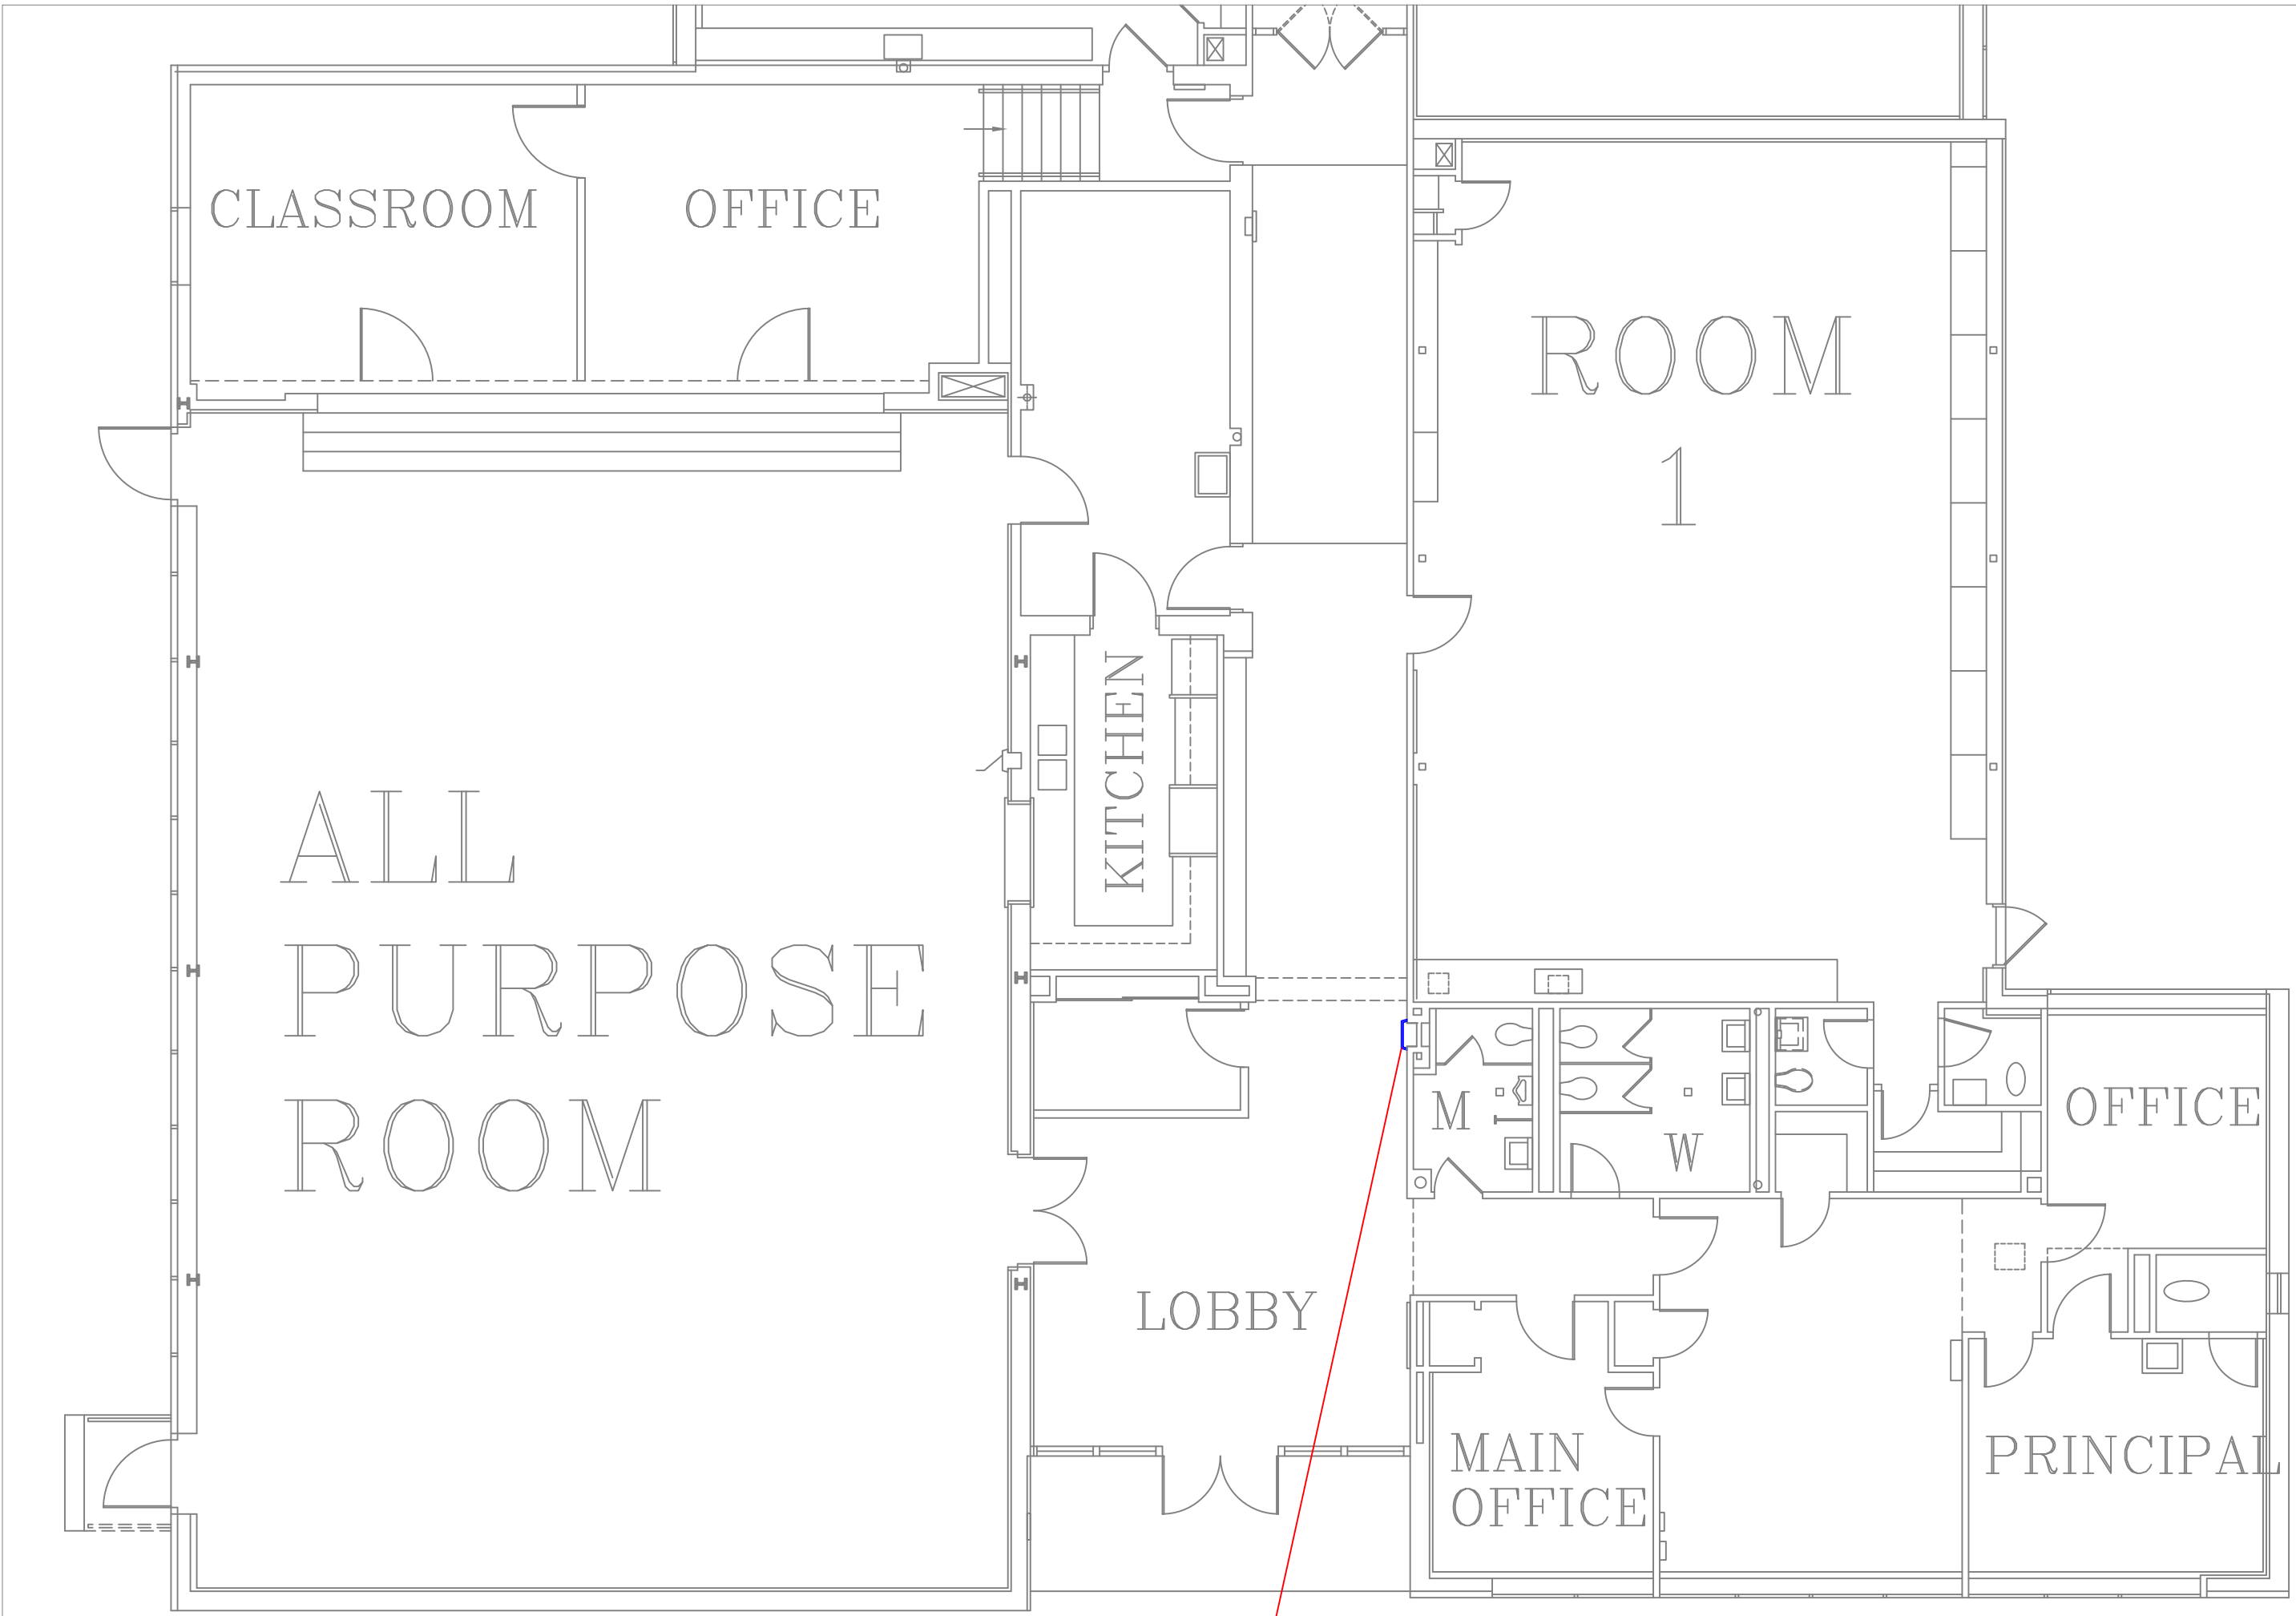 CLASSROOM
OFFICE
ROOM
1
KITCHEN
ALL
PURPOSE
ROOM
M
W
OFFICE
LOBBY
MAIN
OFFICE
PRINCIPAL